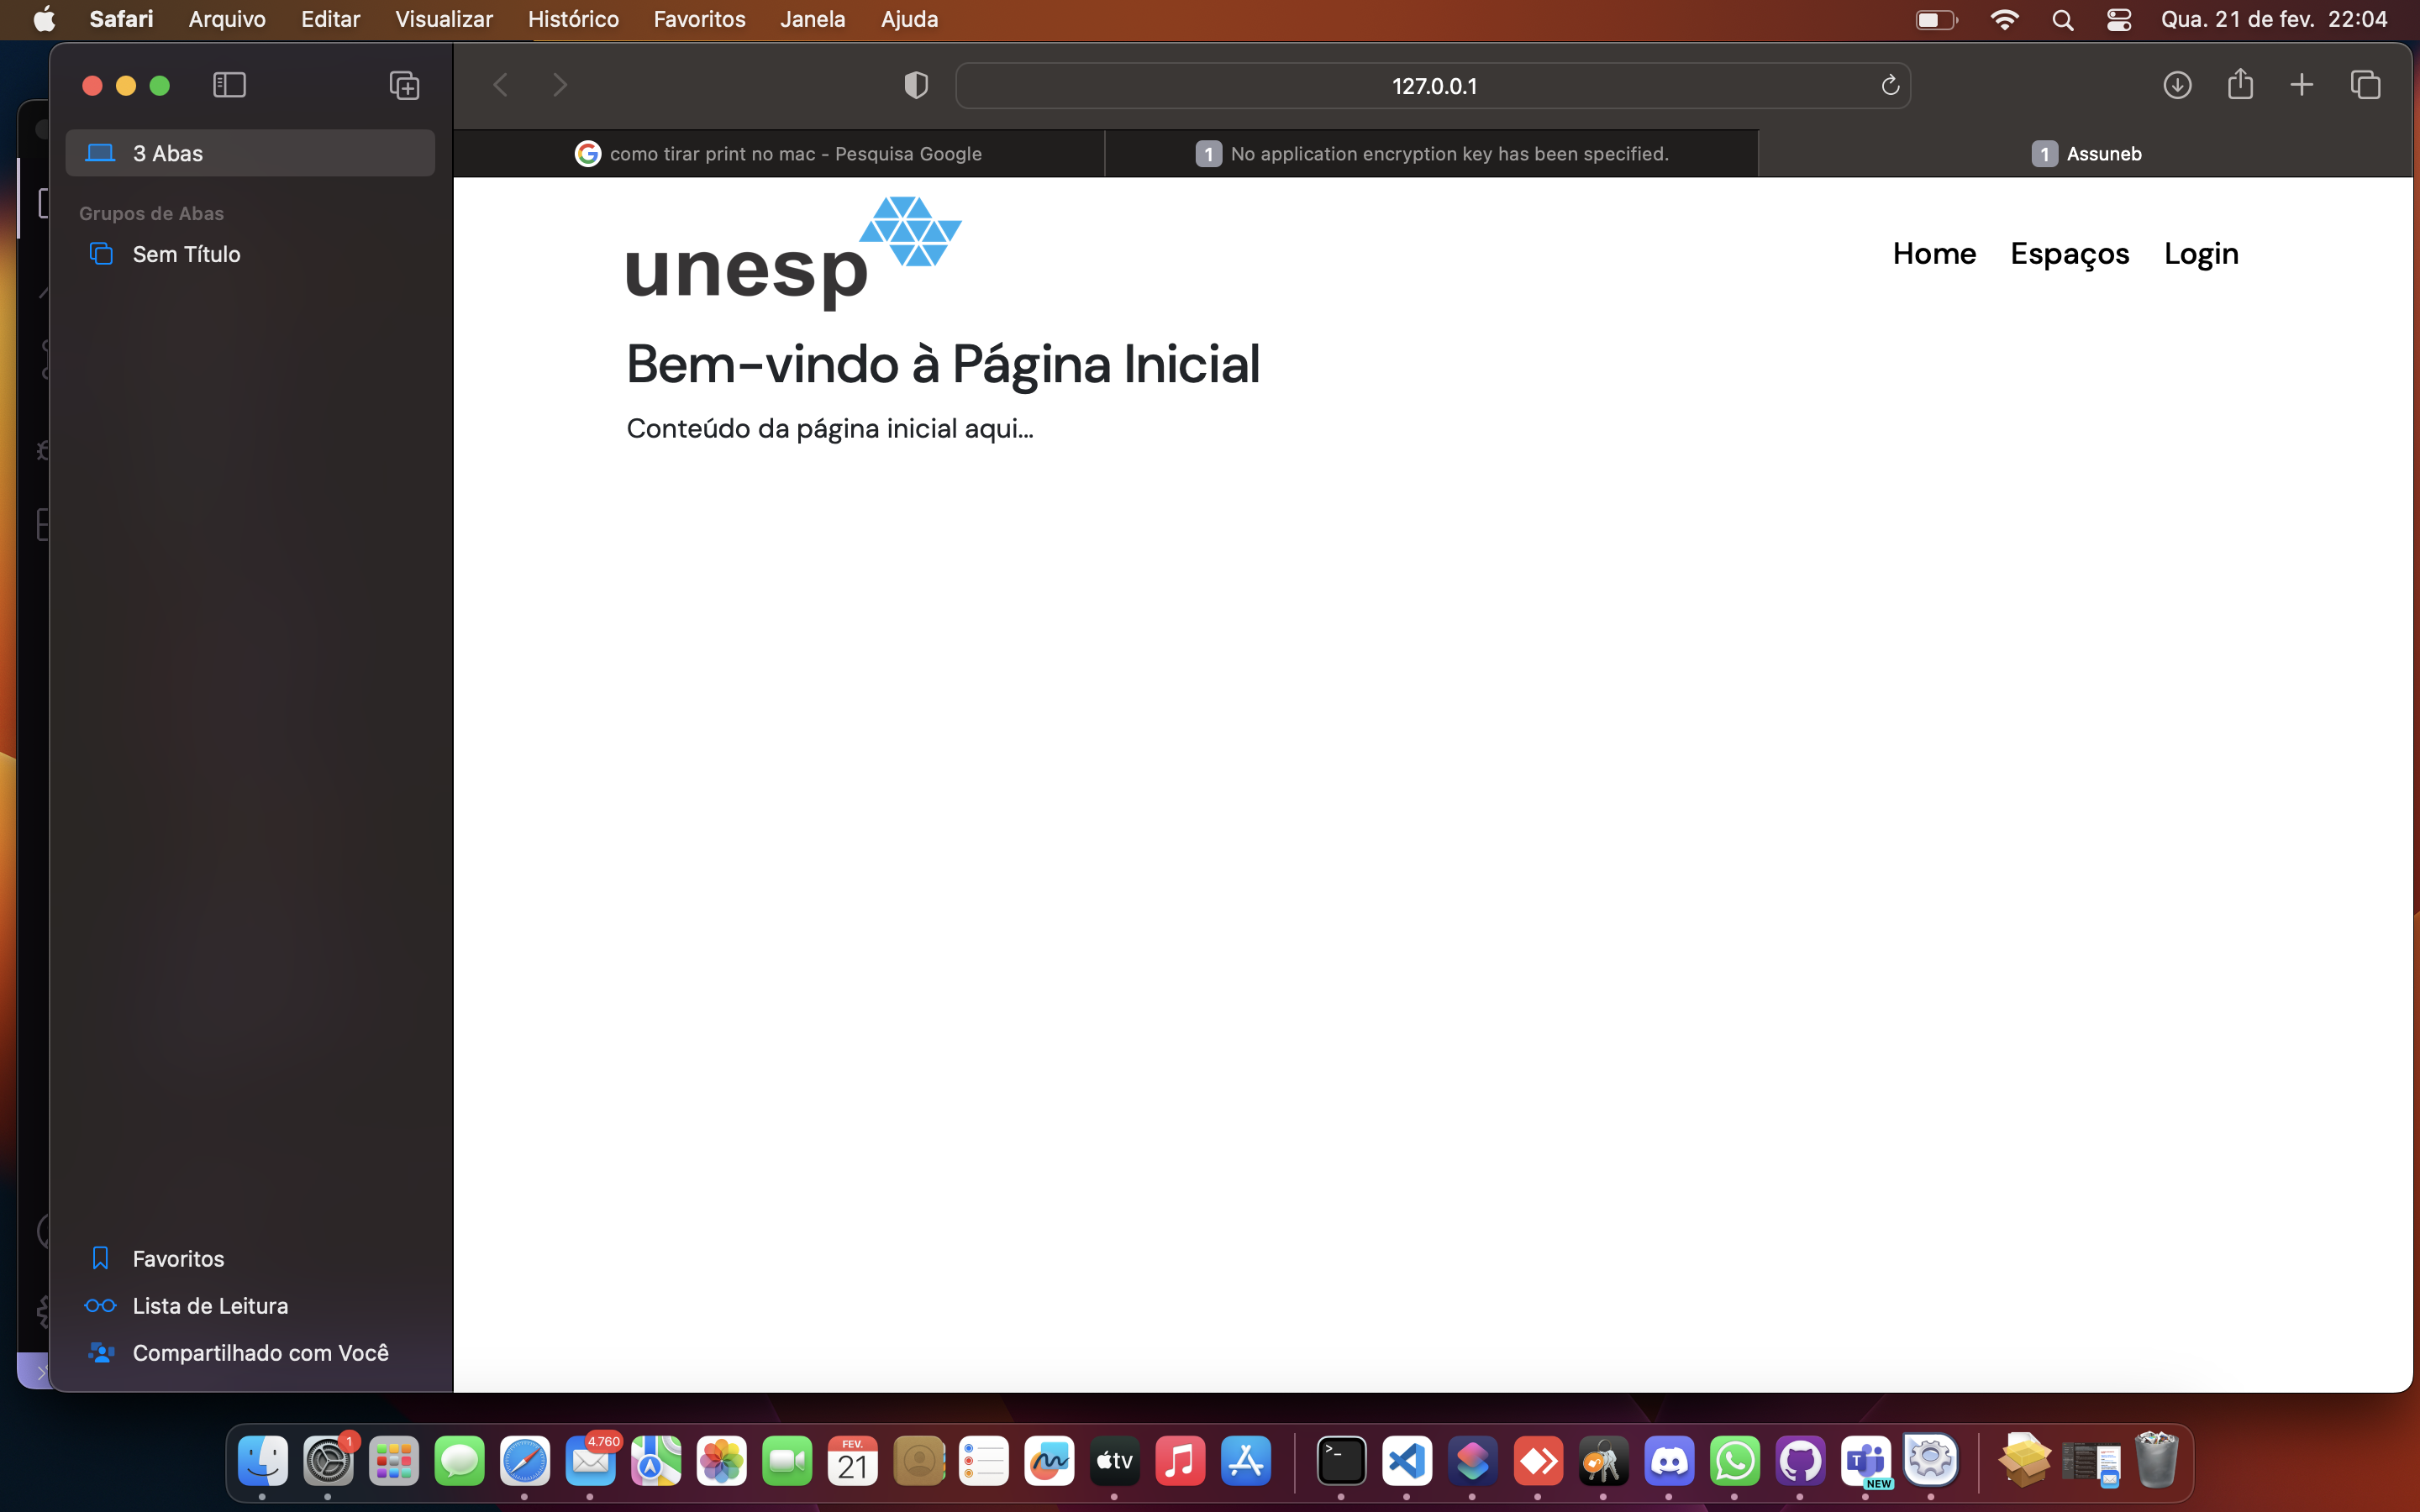 Safari Arquivo Editar Visualizar Histórico Favoritos Janela Ajuda Qua. 21 de fev. 22:04
127.0.0.1
3 Abas
como tirar print no mac - Pesquisa Google
1 No application encryption key has been specified.
1 Assuneb
Grupos de Abas
Sem Título
unesp
Home Espaços Login
Bem-vindo à Página Inicial
Conteúdo da página inicial aqui...
Favoritos
Lista de Leitura
Compartilhado com Você
1
4.760
FEV.
21
tv
NEW